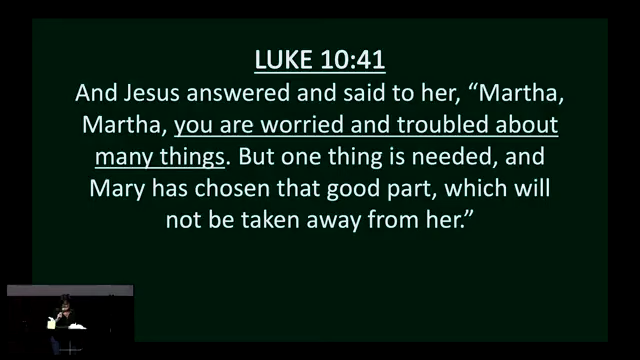 LUKE 10:41
And Jesus answered and said to her, “Martha,
Martha, you are worried and troubled about
many things. But one thing is needed, and
Mary has chosen that good part, which will
not be taken away from her.”